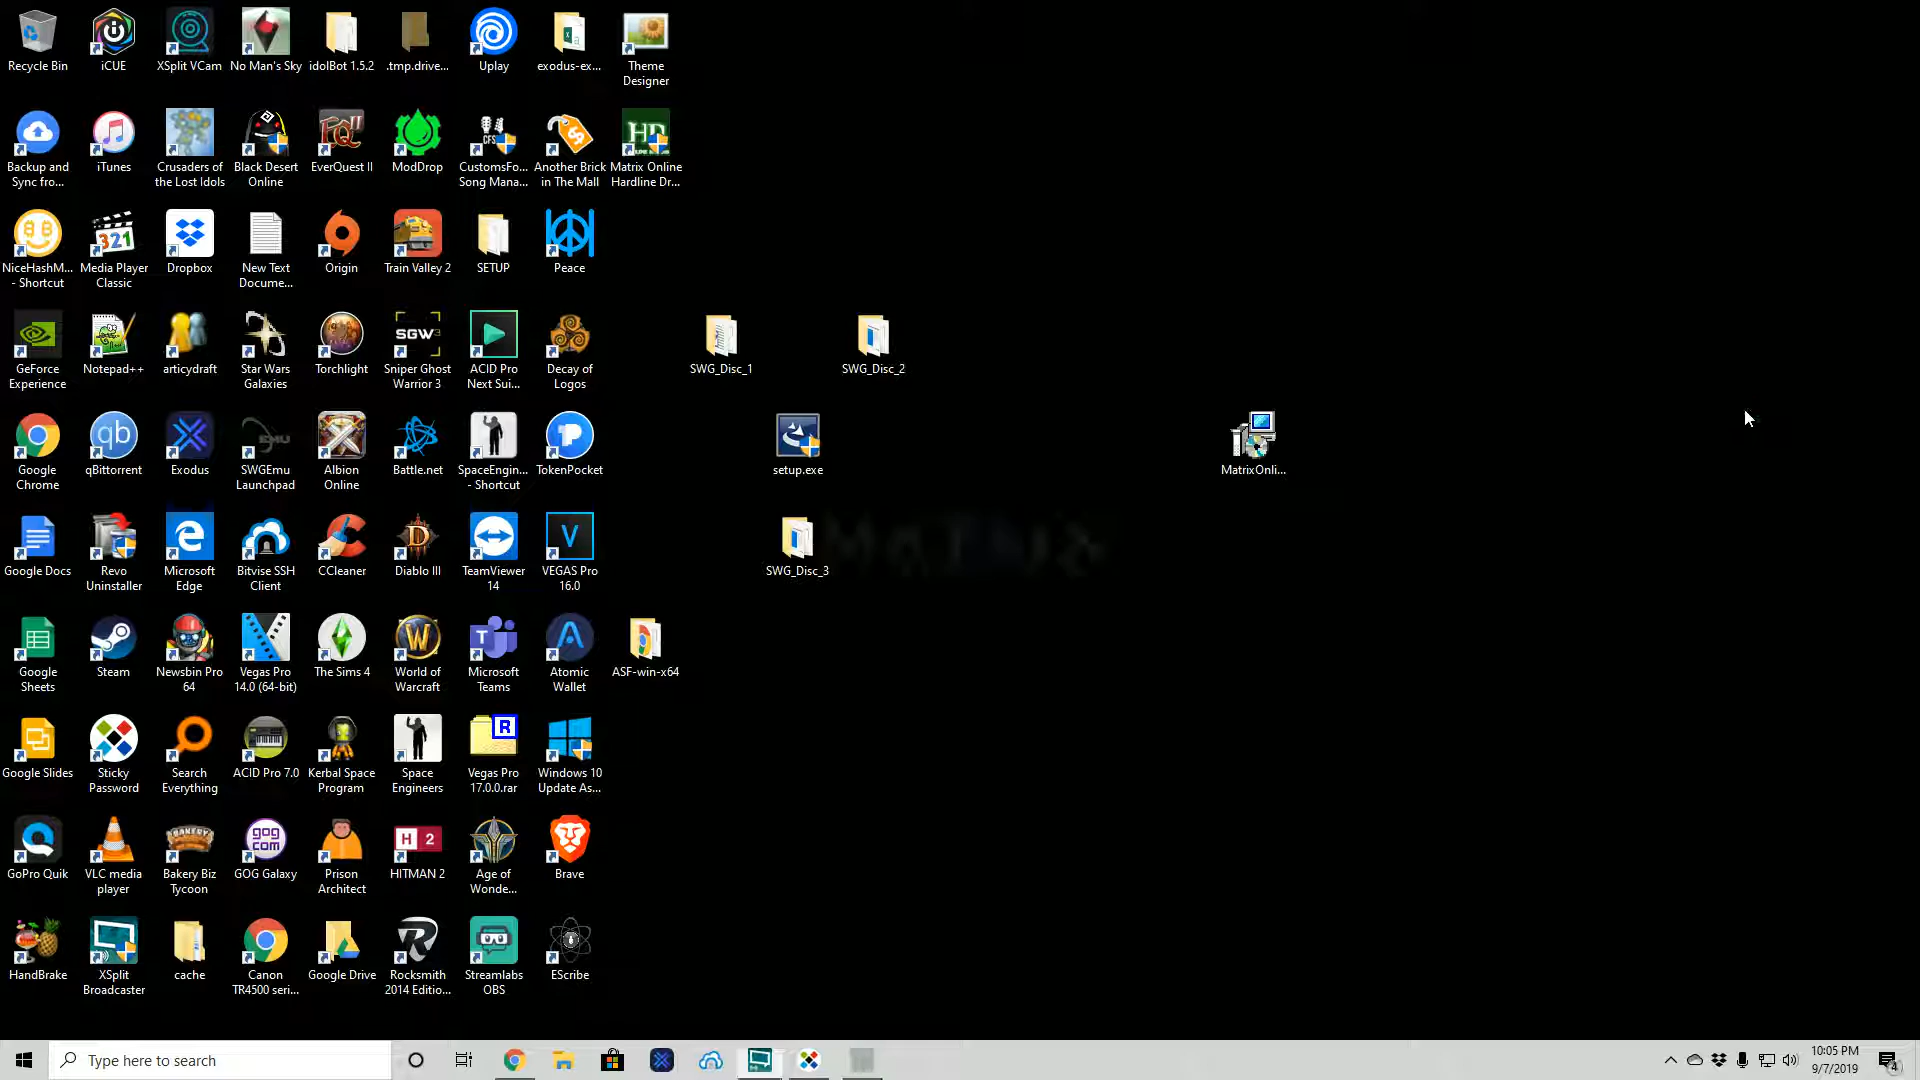 Recycle Bin
iCUE
XSplit VCam
No Man's Sky
idolBot 1.5.2
.tmp.drive...
Uplay
exodus-ex...
Theme
Designer
Backup and
Sync fro...
iTunes
Crusaders of
the Lost Idols
Black Desert
Online
EverQuest II
ModDrop
CustomsFo...
Song Mana...
Another Brick
in The Mall
Matrix Online
Hardline Dr...
NiceHashM...
- Shortcut
Media Player
Classic
Dropbox
New Text
Docume...
Origin
Train Valley 2
SETUP
Peace
GeForce
Experience
Notepad++
articydraft
Star Wars
Galaxies
Torchlight
Sniper Ghost
Warrior 3
ACID Pro
Next Sui...
Decay of
Logos
SWG_Disc_1
SWG_Disc_2
Google
Chrome
qBittorrent
Exodus
SWGEmu
Launchpad
Albion
Online
Battle.net
SpaceEngin...
- Shortcut
TokenPocket
setup.exe
MatrixOnli...
Google Docs
Revo
Uninstaller
Microsoft
Edge
Bitvise SSH
Client
CCleaner
Diablo III
TeamViewer
14
VEGAS Pro
16.0
SWG_Disc_3
Google
Sheets
Steam
Newsbin Pro
64
Vegas Pro
14.0 (64-bit)
The Sims 4
World of
Warcraft
Microsoft
Teams
Atomic
Wallet
ASF-win-x64
Google Slides
Sticky
Password
Search
Everything
ACID Pro 7.0
Kerbal Space
Program
Space
Engineers
Vegas Pro
17.0.0.rar
Windows 10
Update As...
GoPro Quik
VLC media
player
Bakery Biz
Tycoon
GOG Galaxy
Prison
Architect
HITMAN 2
Age of
Wonde...
Brave
HandBrake
XSplit
Broadcaster
cache
Canon
TR4500 seri...
Google Drive
Rocksmith
2014 Editio...
Streamlabs
OBS
EScribe
Type here to search
10:05 PM
9/7/2019